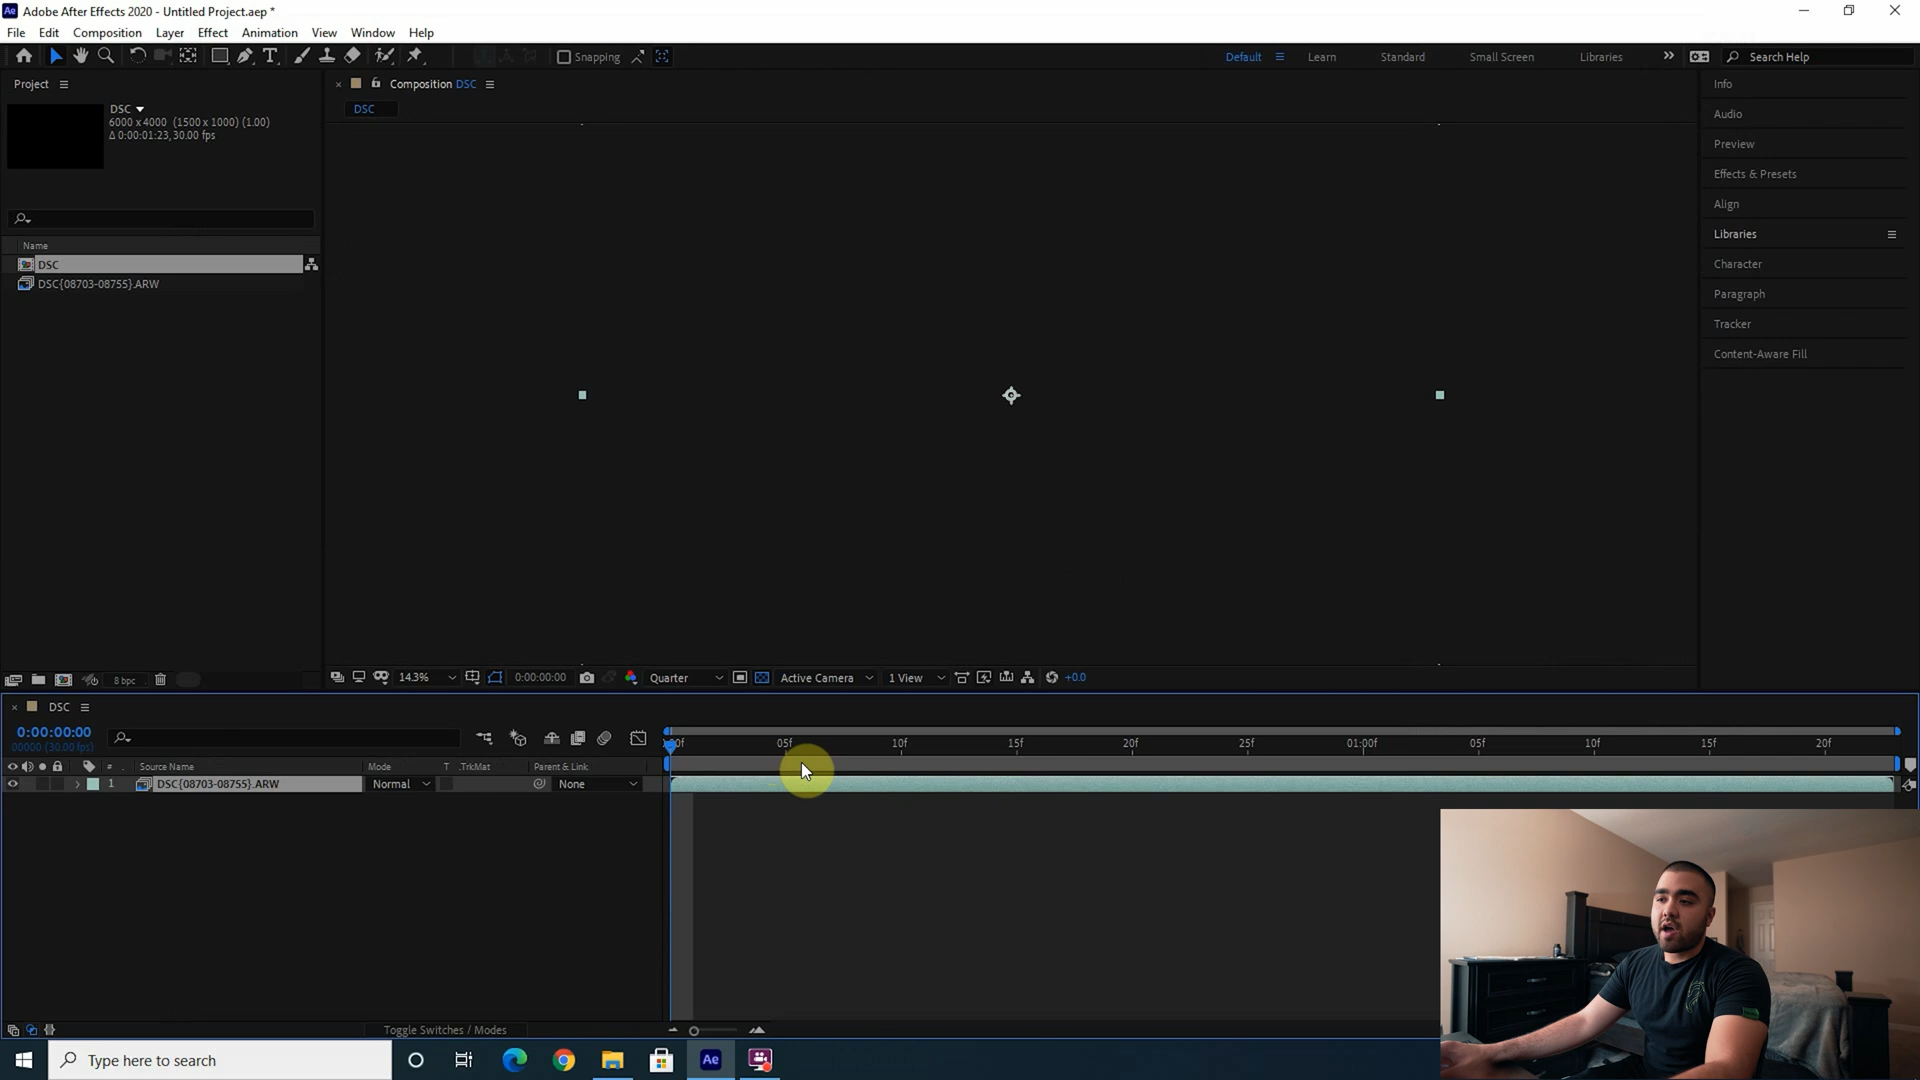 Ae Adobe After Effects 2020 - Untitled Project.aep *
File Edit Composition Layer Effect Animation View Window Help
Snapping Default Learn Standard Small Screen Libraries Search Help
Project
DSC
6000 x 4000 (1500 x 1000) (1.00)
Δ 0:00:01:23, 30.00 fps
Name
DSC
DSC{08703-08755}.ARW
8 bpc
Composition DSC
DSC
14.3% 0:00:00:00 Quarter Active Camera 1 View +0.0
Info
Audio
Preview
Effects & Presets
Align
Libraries
Character
Paragraph
Tracker
Content-Aware Fill
DSC
0:00:00:00
00000 (30.00 fps)
05f 10f 15f 20f 25f 01:00f 05f 10f 15f 20f
# Source Name Mode T .TrkMat Parent & Link
1 DSC{08703-08755}.ARW Normal None
Toggle Switches / Modes
Type here to search
Ae